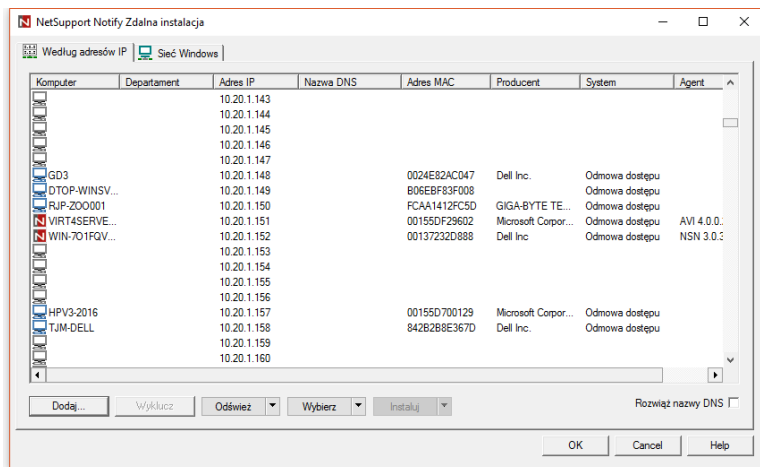 NetSupport Notify Zdalna instalacja
Według adresów IP Sieć Windows
Komputer Departament Adres IP Nazwa DNS Adres MAC Producent System Agent
10.20.1.143
10.20.1.144
10.20.1.145
10.20.1.146
10.20.1.147
GD3 10.20.1.148 0024E82AC047 Dell Inc. Odmowa dostępu
DTOP-WINSV... 10.20.1.149 B06EBF83F008 Odmowa dostępu
RJP-ZOO001 10.20.1.150 FCAA1412FC5D GIGA-BYTE TE... Odmowa dostępu
VIRT4SERVE... 10.20.1.151 00155DF29602 Microsoft Corpor... Odmowa dostępu AVI 4.0.0.
WIN-7O1FQV... 10.20.1.152 00137232D888 Dell Inc Odmowa dostępu NSN 3.0.3
10.20.1.153
10.20.1.154
10.20.1.155
10.20.1.156
HPV3-2016 10.20.1.157 00155D700129 Microsoft Corpor... Odmowa dostępu
TJM-DELL 10.20.1.158 842B2B8E367D Dell Inc. Odmowa dostępu
10.20.1.159
10.20.1.160
Dodaj... Wyklucz Odśwież Wybierz Instaluj Rozwiąż nazwy DNS
OK Cancel Help